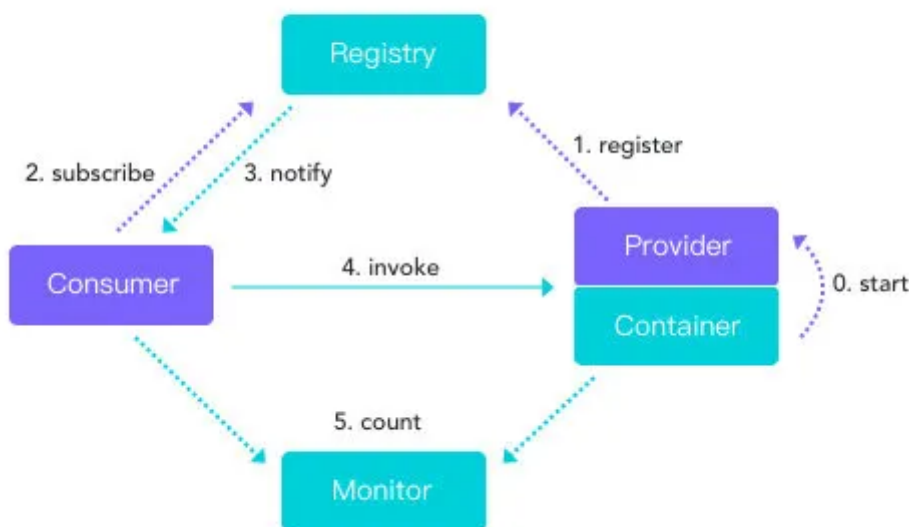 Registry
1. register
2. subscribe
3. notify
Provider
Consumer
4. invoke
0. start
Container
5. count
Monitor